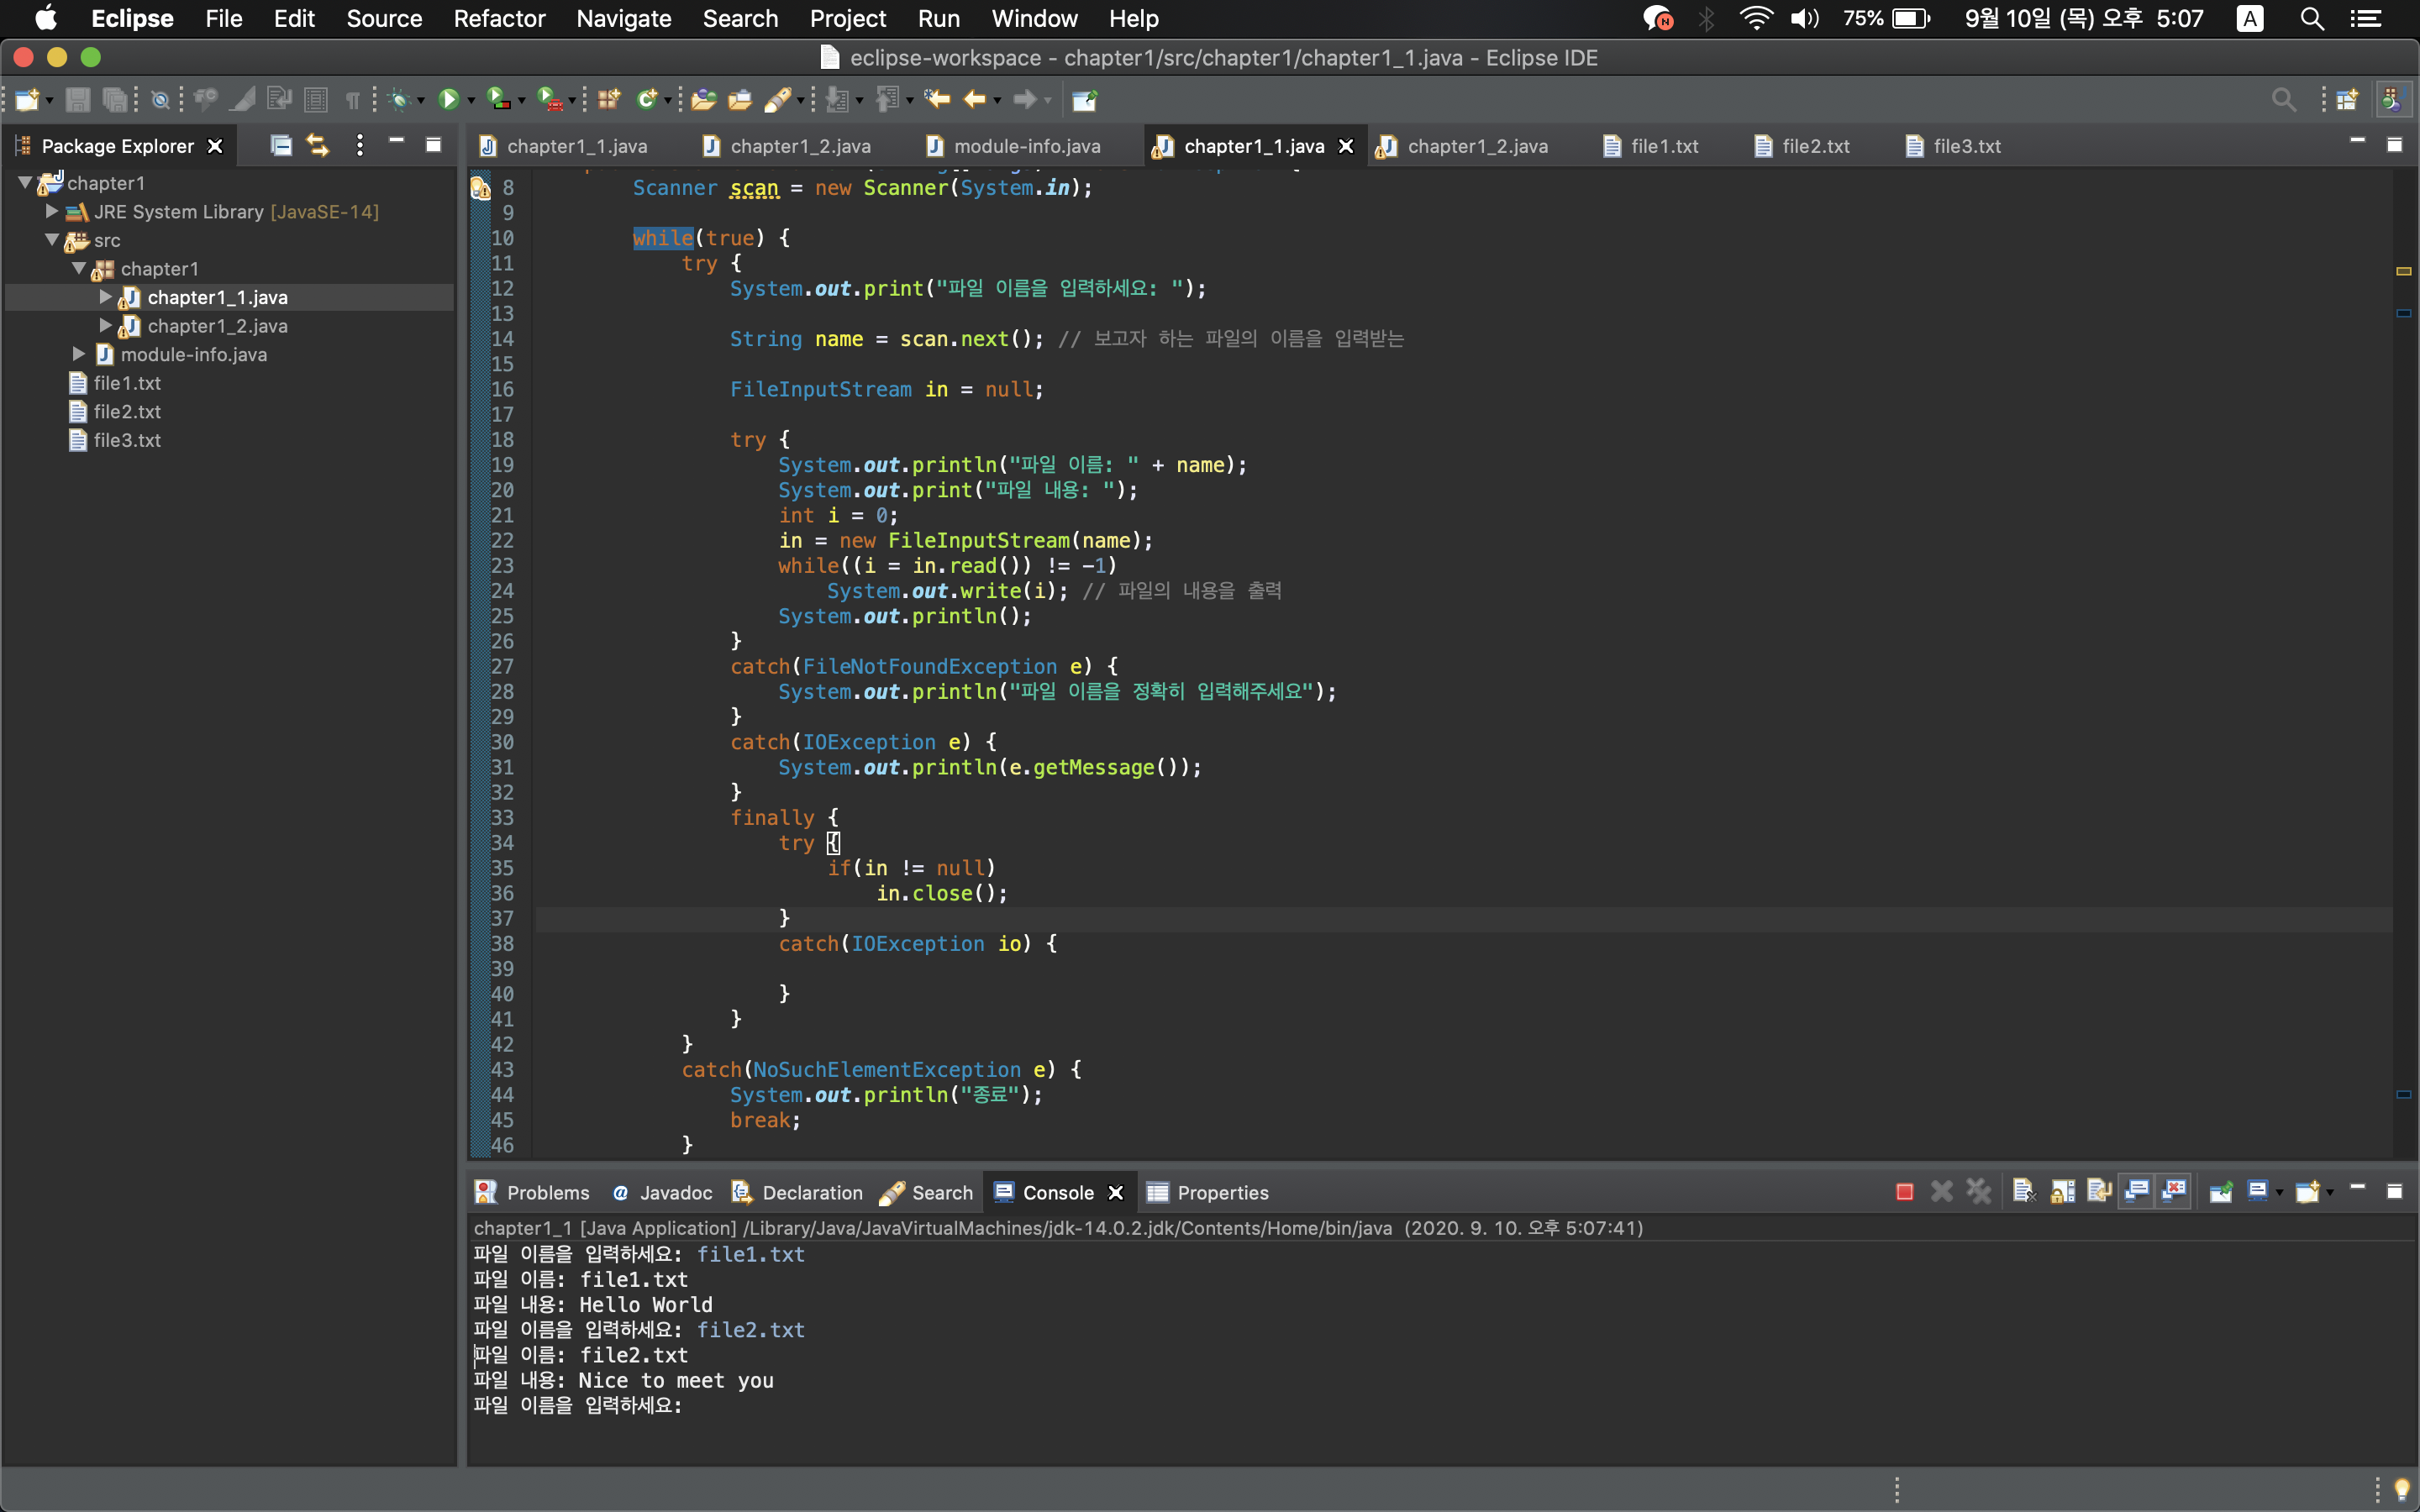 Eclipse File Edit Source Refactor Navigate Search Project Run Window Help 75% 9월 10일 (목) 오후 5:07 A
eclipse-workspace - chapter1/src/chapter1/chapter1_1.java - Eclipse IDE
Package Explorer
chapter1_1.java chapter1_2.java module-info.java chapter1_1.java chapter1_2.java file1.txt file2.txt file3.txt
chapter1
JRE System Library [JavaSE-14]
src
chapter1
chapter1_1.java
chapter1_2.java
module-info.java
file1.txt
file2.txt
file3.txt
8 Scanner scan = new Scanner(System.in);
9
10 while(true) {
11 try {
12 System.out.print("파일 이름을 입력하세요: ");
13
14 String name = scan.next(); // 보고자 하는 파일의 이름을 입력받는
15
16 FileInputStream in = null;
17
18 try {
19 System.out.println("파일 이름: " + name);
20 System.out.print("파일 내용: ");
21 int i = 0;
22 in = new FileInputStream(name);
23 while((i = in.read()) != -1)
24 System.out.write(i); // 파일의 내용을 출력
25 System.out.println();
26 }
27 catch(FileNotFoundException e) {
28 System.out.println("파일 이름을 정확히 입력해주세요");
29 }
30 catch(IOException e) {
31 System.out.println(e.getMessage());
32 }
33 finally {
34 try {
35 if(in != null)
36 in.close();
37 }
38 catch(IOException io) {
39
40 }
41 }
42 }
43 catch(NoSuchElementException e) {
44 System.out.println("종료");
45 break;
46 }
Problems @ Javadoc Declaration Search Console Properties
chapter1_1 [Java Application] /Library/Java/JavaVirtualMachines/jdk-14.0.2.jdk/Contents/Home/bin/java (2020. 9. 10. 오후 5:07:41)
파일 이름을 입력하세요: file1.txt
파일 이름: file1.txt
파일 내용: Hello World
파일 이름을 입력하세요: file2.txt
파일 이름: file2.txt
파일 내용: Nice to meet you
파일 이름을 입력하세요: